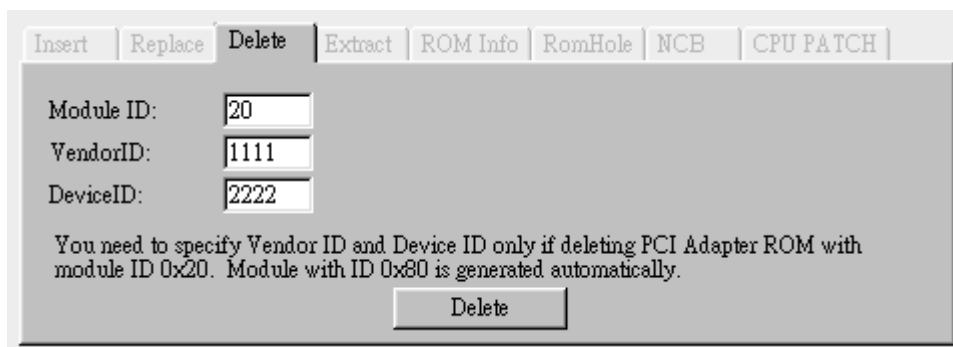 Insert Replace Delete Extract ROM Info RomHole NCB CPU PATCH
Module ID: 20
VendorID: 1111
DeviceID: 2222
You need to specify Vendor ID and Device ID only if deleting PCI Adapter ROM with
module ID 0x20. Module with ID 0x80 is generated automatically.
Delete